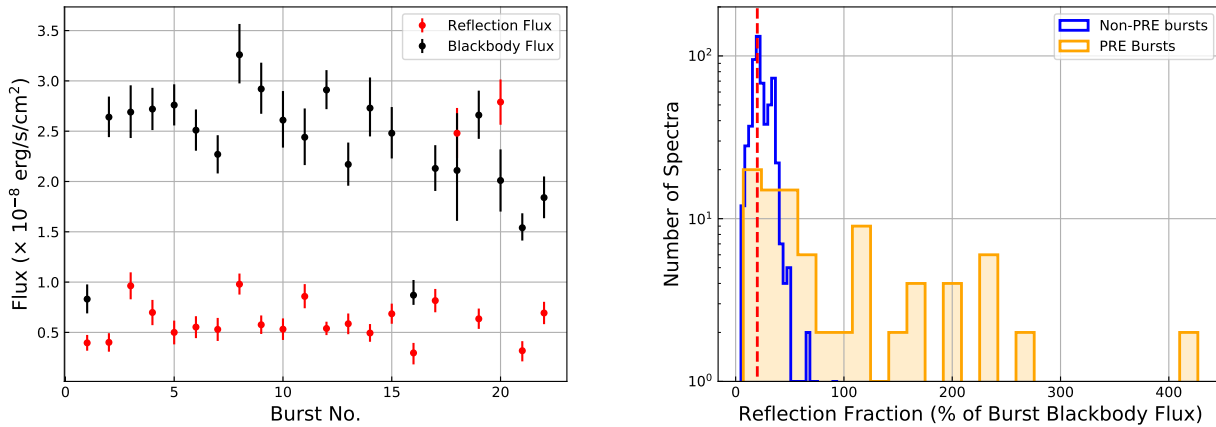 Reflection Flux
Blackbody Flux
Flux (× 10⁻⁸ erg/s/cm2)
3.5
3.0
2.5
2.0
1.5
1.0
0.5
0 5 10 15 20
Burst No.
Non-PRE bursts
PRE Bursts
Number of Spectra
10²
10¹
10⁰
0 100 200 300 400
Reflection Fraction (% of Burst Blackbody Flux)